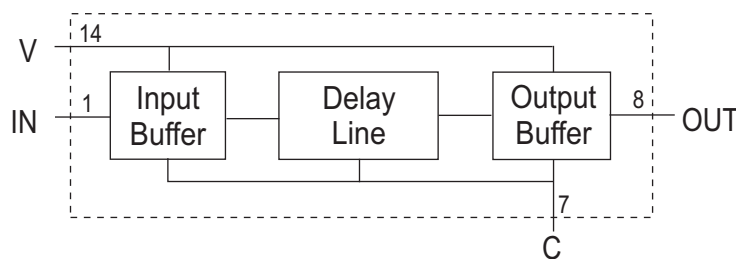 V
14
IN
1
Input
Buffer
Delay
Line
Output
Buffer
8
OUT
7
C